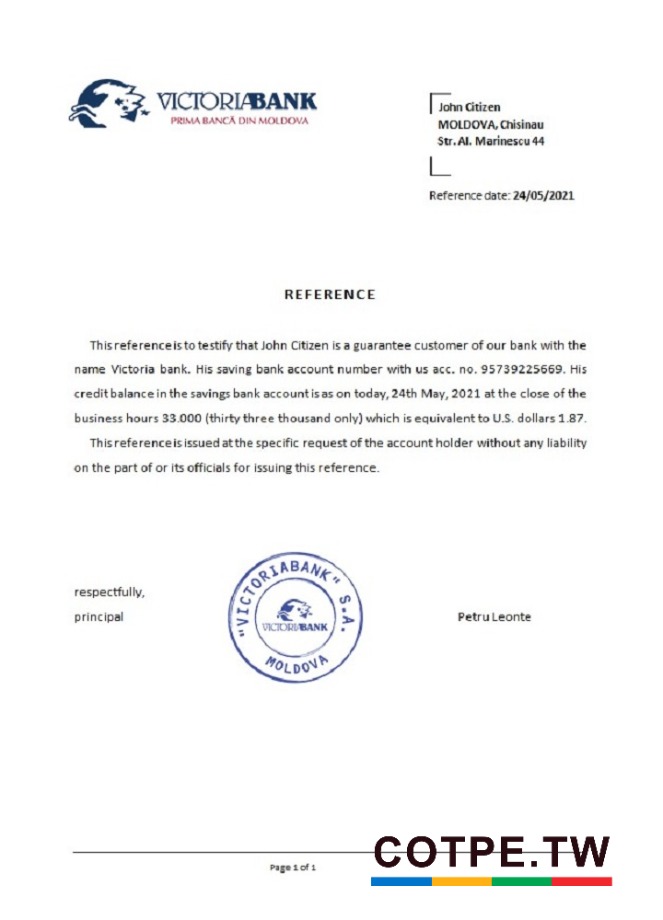 VICTORIABANK
PRIMA BANCĂ DIN MOLDOVA
John Citizen
MOLDOVA, Chisinau
Str. Al. Marinescu 44
Reference date: 24/05/2021
REFERENCE
This reference is to testify that John Citizen is a guarantee customer of our bank with the
name Victoria bank. His saving bank account number with us acc. no. 95739225669. His
credit balance in the savings bank account is as on today, 24th May, 2021 at the close of the
business hours 33.000 (thirty three thousand only) which is equivalent to U.S. dollars 1.87.
This reference is issued at the specific request of the account holder without any liability
on the part of or its officials for issuing this reference.
respectfully,
principal
"VICTORIABANK" S.A.
VICTORIABANK
MOLDOVA
Petru Leonte
Page 1 of 1
COTPE.TW